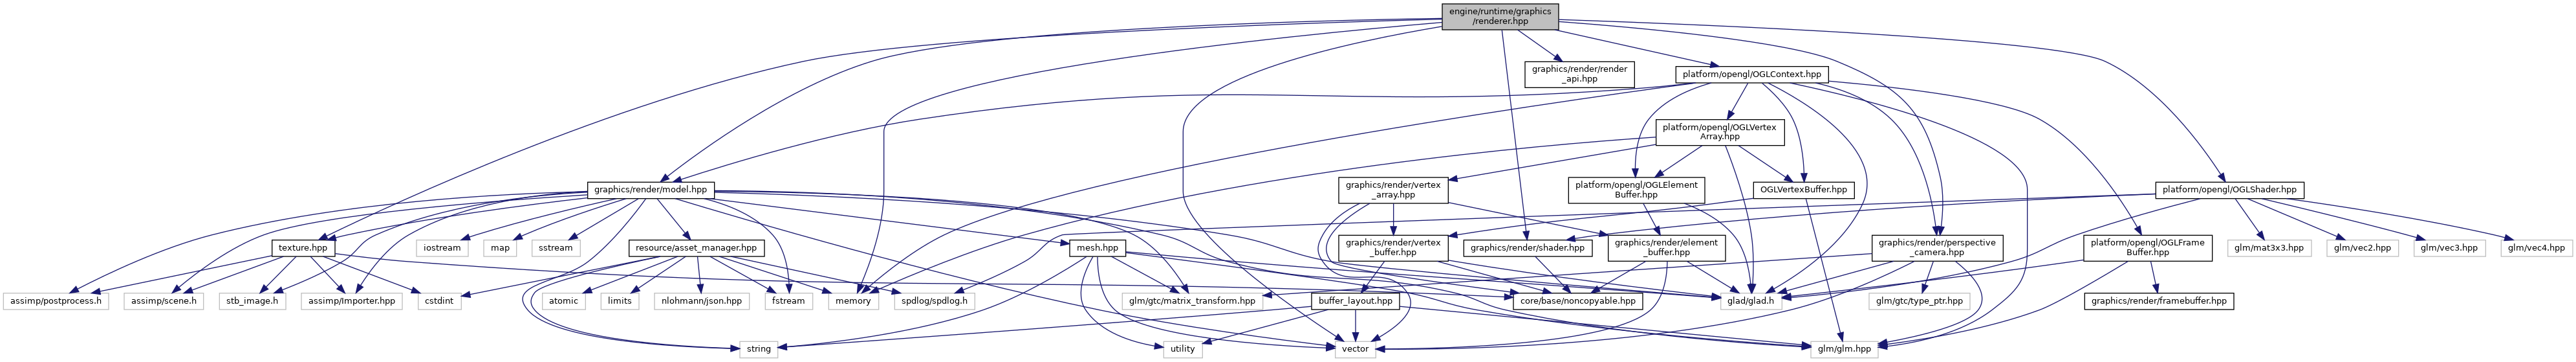 engine/runtime/graphics
/renderer.hpp
graphics/render/render
_api.hpp
platform/opengl/OGLContext.hpp
platform/opengl/OGLVertex
Array.hpp
graphics/render/model.hpp
graphics/render/vertex
_array.hpp
platform/opengl/OGLElement
Buffer.hpp
OGLVertexBuffer.hpp
platform/opengl/OGLShader.hpp
texture.hpp
iostream
map
sstream
resource/asset_manager.hpp
mesh.hpp
graphics/render/vertex
_buffer.hpp
graphics/render/shader.hpp
graphics/render/element
_buffer.hpp
graphics/render/perspective
_camera.hpp
platform/opengl/OGLFrame
Buffer.hpp
glm/mat3x3.hpp
glm/vec2.hpp
glm/vec3.hpp
glm/vec4.hpp
assimp/postprocess.h
assimp/scene.h
stb_image.h
assimp/Importer.hpp
cstdint
atomic
limits
nlohmann/json.hpp
fstream
memory
spdlog/spdlog.h
glm/gtc/matrix_transform.hpp
buffer_layout.hpp
core/base/noncopyable.hpp
glad/glad.h
glm/gtc/type_ptr.hpp
graphics/render/framebuffer.hpp
string
utility
vector
glm/glm.hpp